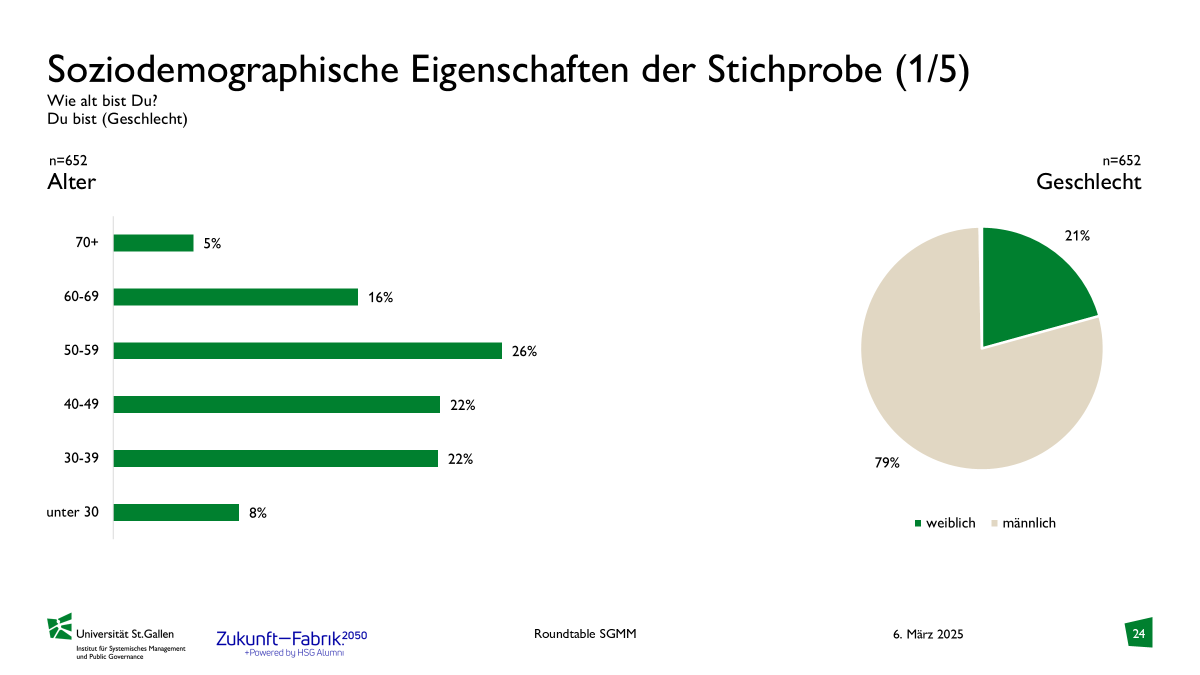 Soziodemographische Eigenschaften der Stichprobe (1/5)
Wie alt bist Du?
Du bist (Geschlecht)
n=652
Alter
70+ 5%
60-69 16%
50-59 26%
40-49 22%
30-39 22%
unter 30 8%
n=652
Geschlecht
21%
79%
weiblich männlich
Universität St.Gallen
Institut für Systemisches Management
und Public Governance
Zukunft—Fabrik.2050
+Powered by HSG Alumni
Roundtable SGMM
6. März 2025
24